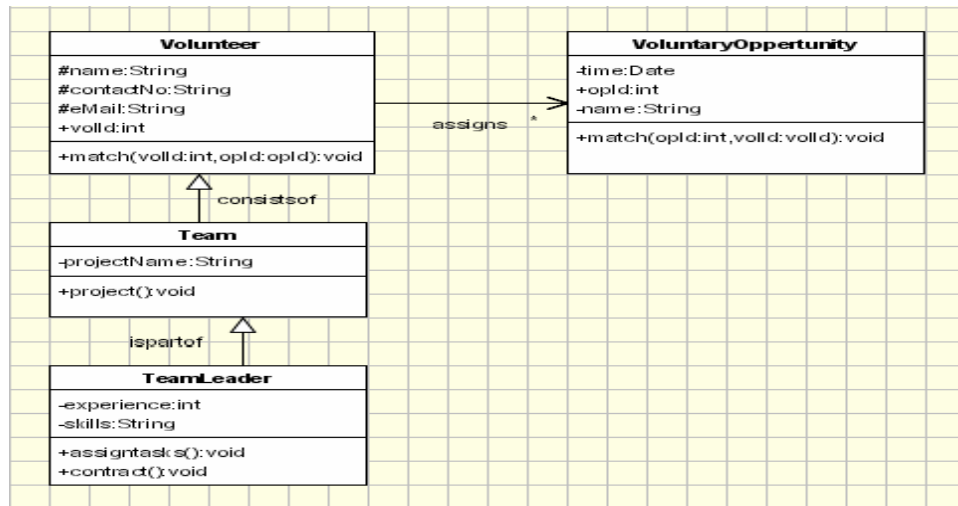 Volunteer
#name:String
#contactNo:String
#eMail:String
+volId:int
+match(volId:int,opId:opId):void
VoluntaryOppertunity
-time:Date
+opId:int
-name:String
+match(opId:int,volId:volId):void
assigns *
consistsof
Team
-projectName:String
+project():void
ispartof
TeamLeader
-experience:int
-skills:String
+assigntasks():void
+contract():void